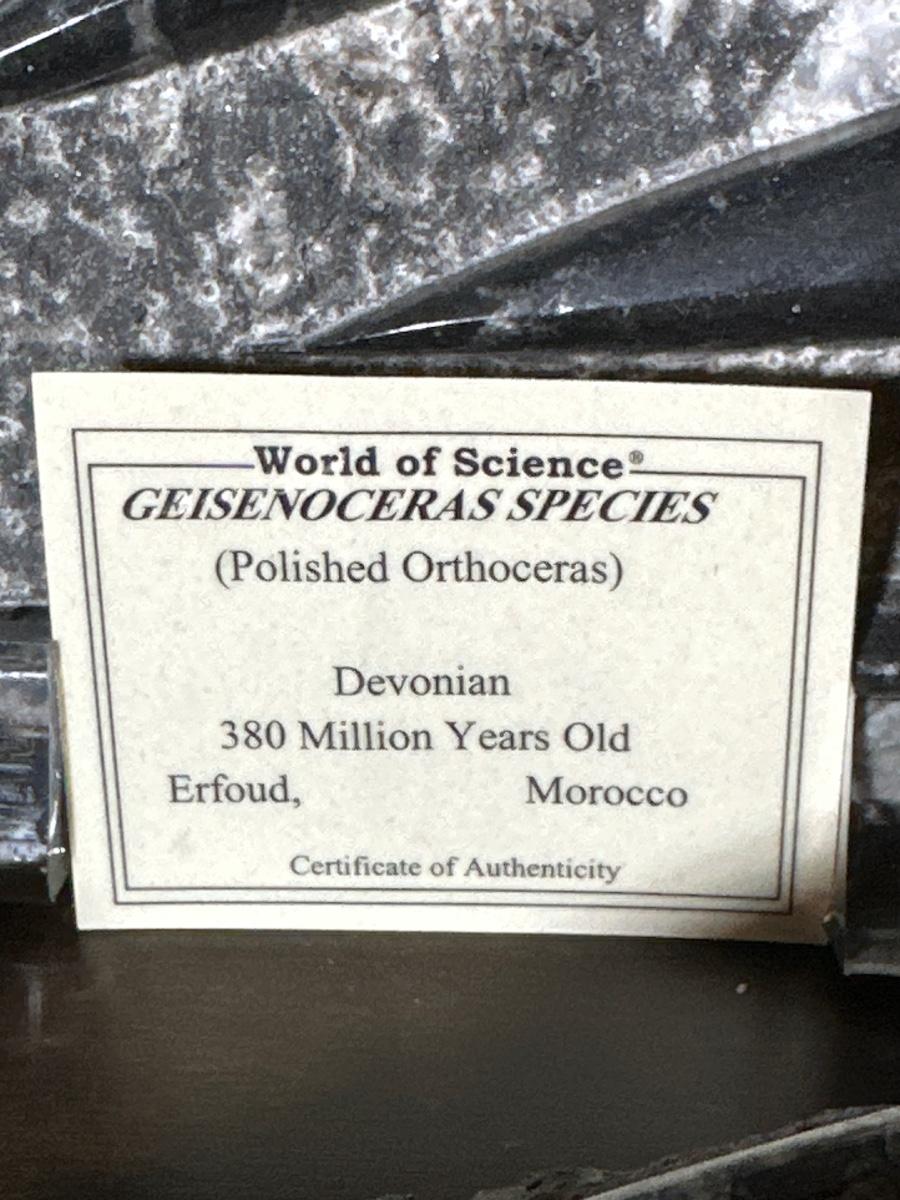 World of Science®
GEISENOCERAS SPECIES
(Polished Orthoceras)
Devonian
380 Million Years Old
Erfoud, Morocco
Certificate of Authenticity